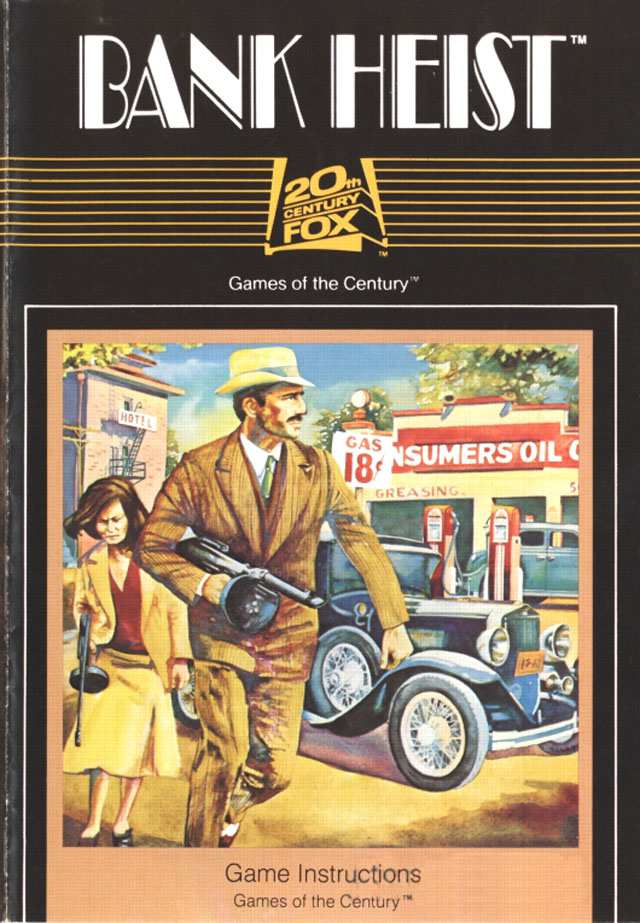 BANK HEIST™
20th
CENTURY
FOX
™
Games of the Century™
HOTEL
GAS
18¢
NSUMERS OIL C
GREASING.
Game Instructions
Games of the Century™